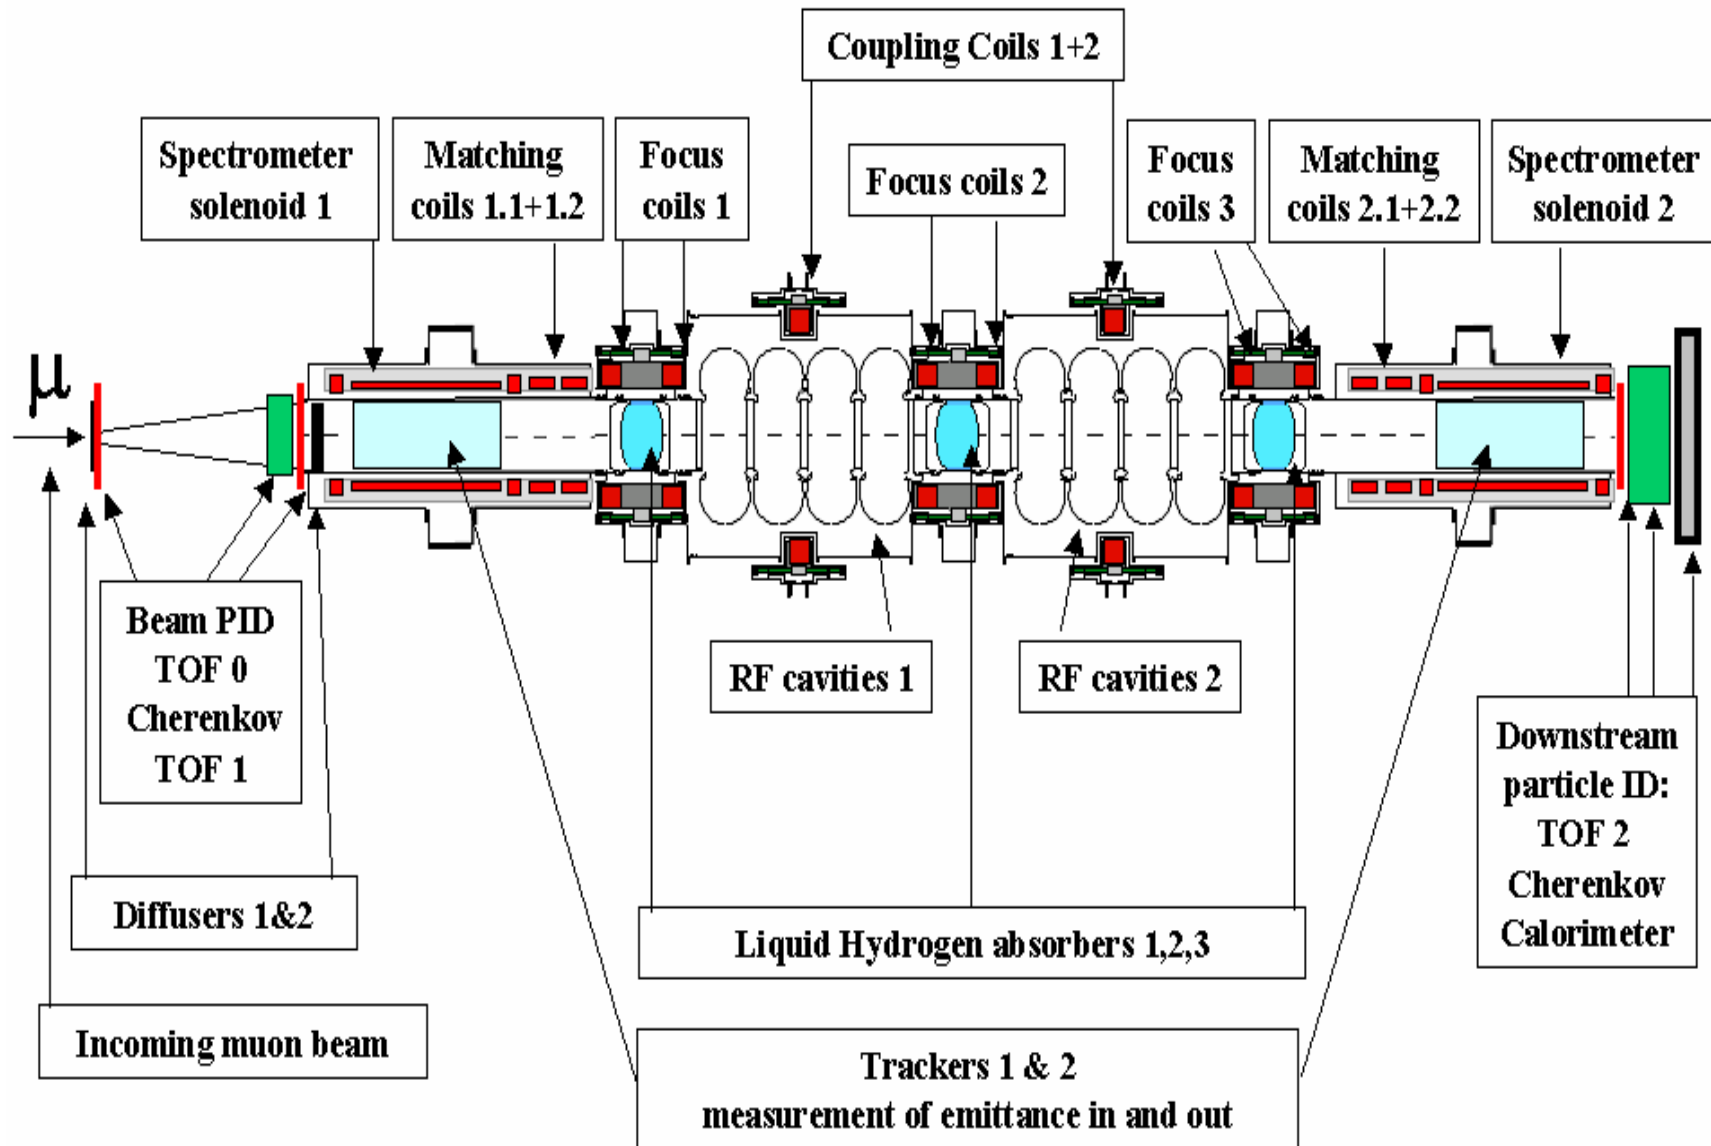 Coupling Coils 1+2
Spectrometer
solenoid 1
Matching
coils 1.1+1.2
Focus
coils 1
Focus coils 2
Focus
coils 3
Matching
coils 2.1+2.2
Spectrometer
solenoid 2
μ
Beam PID
TOF 0
Cherenkov
TOF 1
RF cavities 1
RF cavities 2
Downstream
particle ID:
TOF 2
Cherenkov
Calorimeter
Diffusers 1&2
Liquid Hydrogen absorbers 1,2,3
Incoming muon beam
Trackers 1 & 2
measurement of emittance in and out